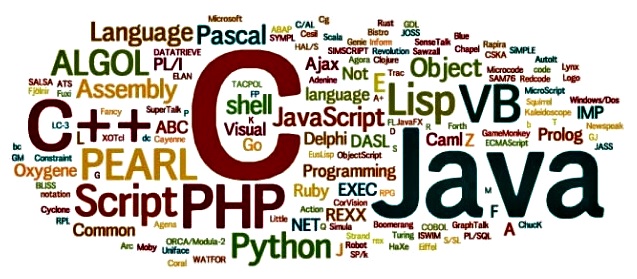 Microsoft
Language Pascal ABAP C/AL Cg
SYMPL Cesil Scala Rust GDL
Bistro JOSS SenseTalk Blue Rapira
DATATRIEVE HAL/S Genie Inform Sawzall CSKA
ALGOL PL/I SIMSCRIPT Revolution Chapel SiMPLE
ELAN Ajax Agora Clojure Object AutoIt
SALSA ATS Assembly TACPOL Adenine Not Trac Microcode code Lynx
Fjölnir Fuxi FP E SAM76 Redcode Logo
shell language A+ Lisp VB MicroScript
C++ Fancy SuperTalk P C Squirrel Windows/Dos
LC-3 ABC K JavaScript FL JavaFX Kaleidoscope IMP
XOTcl Visual D R Forth GameMonkey b T Newspeak
bc L dc Cayenne Go Delphi DASL Caml Z ECMAScript Prolog GJ
GM Constraint EusLisp ObjectScript S JASS
Oxygene PEARL Programming Java
BLISS G Ruby EXEC RPG
notation Script PHP CorVision M
Cyclone Action REXX F
RPL Agena Little NET Q Simula Boomerang COBOL GraphTalk A ChucK
Common Strand rex Turing ISWIM PL/SQL
Arc Moby ORCA/Modula-2 Python J Robot HaXe Eiffel S/SL
Uniface SP/k
Coral WATFOR